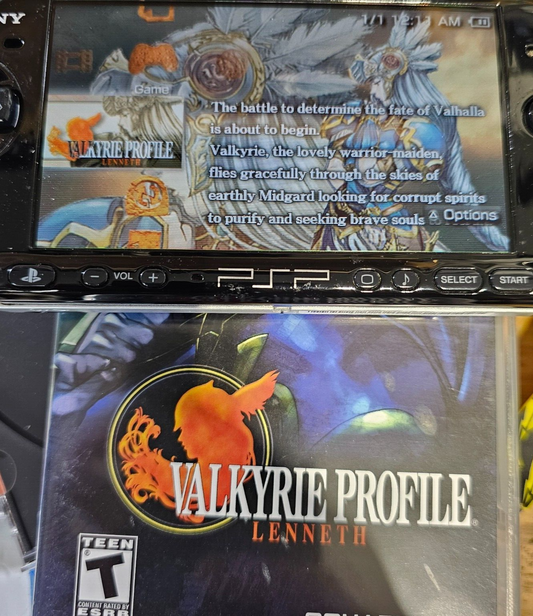 NY
1/1 12:11 AM
Game
VALKYRIE PROFILE
LENNETH
The battle to determine the fate of Valhalla
is about to begin.
Valkyrie, the lovely warrior-maiden,
flies gracefully through the skies of
earthly Midgard looking for corrupt spirits
to purify and seeking brave souls
Options
− VOL +
PSP
SELECT
START
VALKYRIE PROFILE®
LENNETH
TEEN
T
CONTENT RATED BY
ESRB